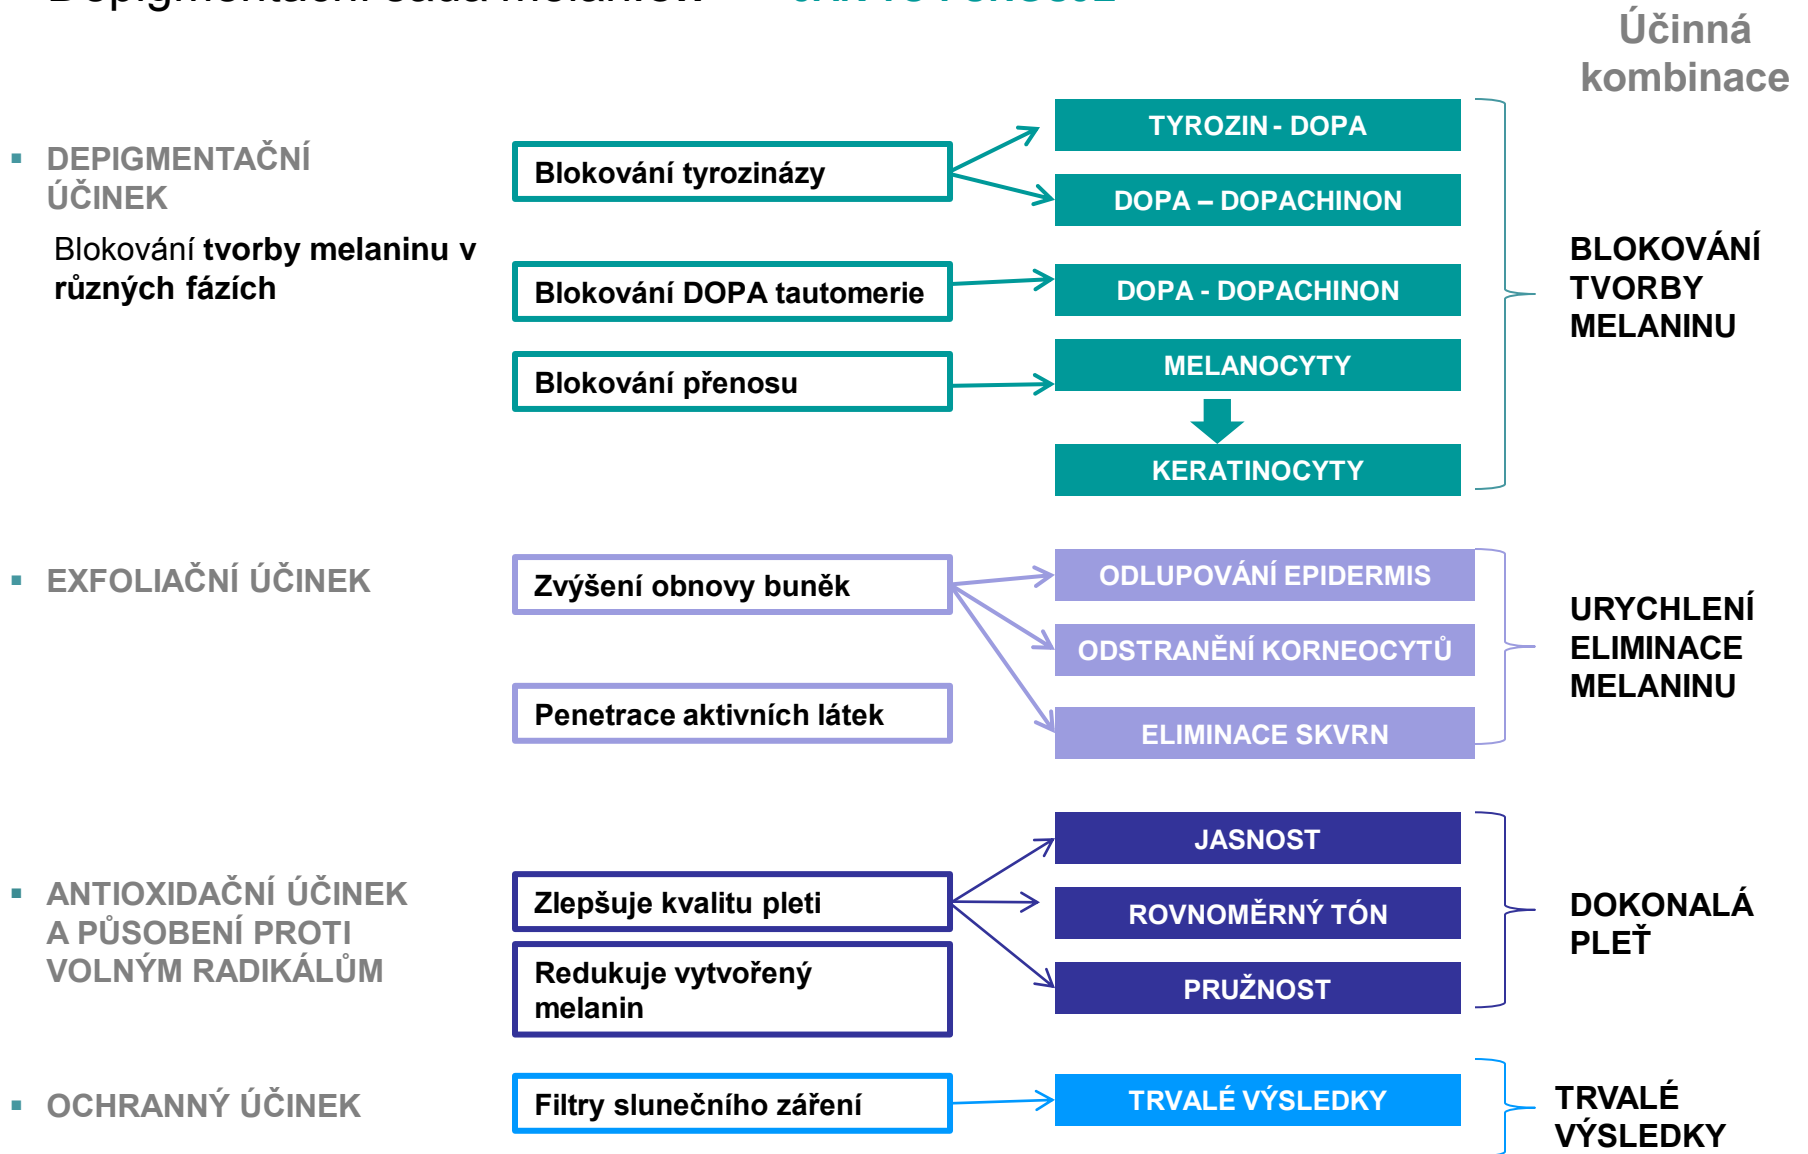 Depigmentační sada
Účinná
kombinace
▪ DEPIGMENTAČNÍ
ÚČINEK
Blokování tvorby melaninu v
různých fázích
Blokování tyrozinázy
TYROZIN - DOPA
DOPA – DOPACHINON
Blokování DOPA tautomerie
DOPA - DOPACHINON
Blokování přenosu
MELANOCYTY
KERATINOCYTY
BLOKOVÁNÍ
TVORBY
MELANINU
▪ EXFOLIAČNÍ ÚČINEK
Zvýšení obnovy buněk
Penetrace aktivních látek
ODLUPOVÁNÍ EPIDERMIS
ODSTRANĚNÍ KORNEOCYTŮ
ELIMINACE SKVRN
URYCHLENÍ
ELIMINACE
MELANINU
▪ ANTIOXIDAČNÍ ÚČINEK
A PŮSOBENÍ PROTI
VOLNÝM RADIKÁLŮM
Zlepšuje kvalitu pleti
Redukuje vytvořený
melanin
JASNOST
ROVNOMĚRNÝ TÓN
PRUŽNOST
DOKONALÁ
PLEŤ
▪ OCHRANNÝ ÚČINEK
Filtry slunečního záření
TRVALÉ VÝSLEDKY
TRVALÉ
VÝSLEDKY